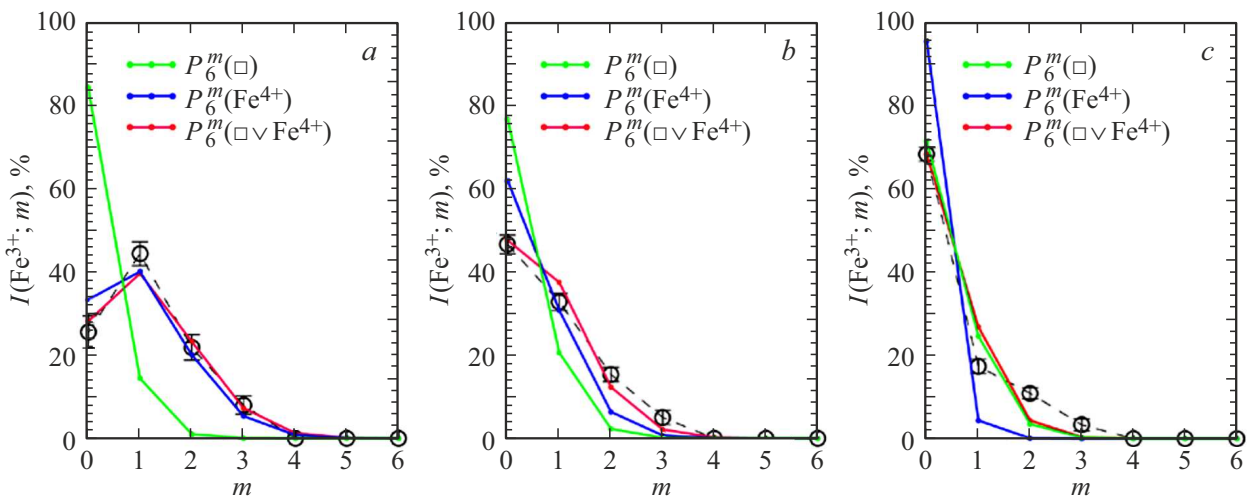 100
80
60
40
20
0
I(Fe³⁺; m), %
a
P₆ᵐ(□)
P₆ᵐ(Fe⁴⁺)
P₆ᵐ(□ ∨ Fe⁴⁺)
0 1 2 3 4 5 6
m
100
80
60
40
20
0
I(Fe³⁺; m), %
b
P₆ᵐ(□)
P₆ᵐ(Fe⁴⁺)
P₆ᵐ(□ ∨ Fe⁴⁺)
0 1 2 3 4 5 6
m
100
80
60
40
20
0
I(Fe³⁺; m), %
c
P₆ᵐ(□)
P₆ᵐ(Fe⁴⁺)
P₆ᵐ(□ ∨ Fe⁴⁺)
0 1 2 3 4 5 6
m